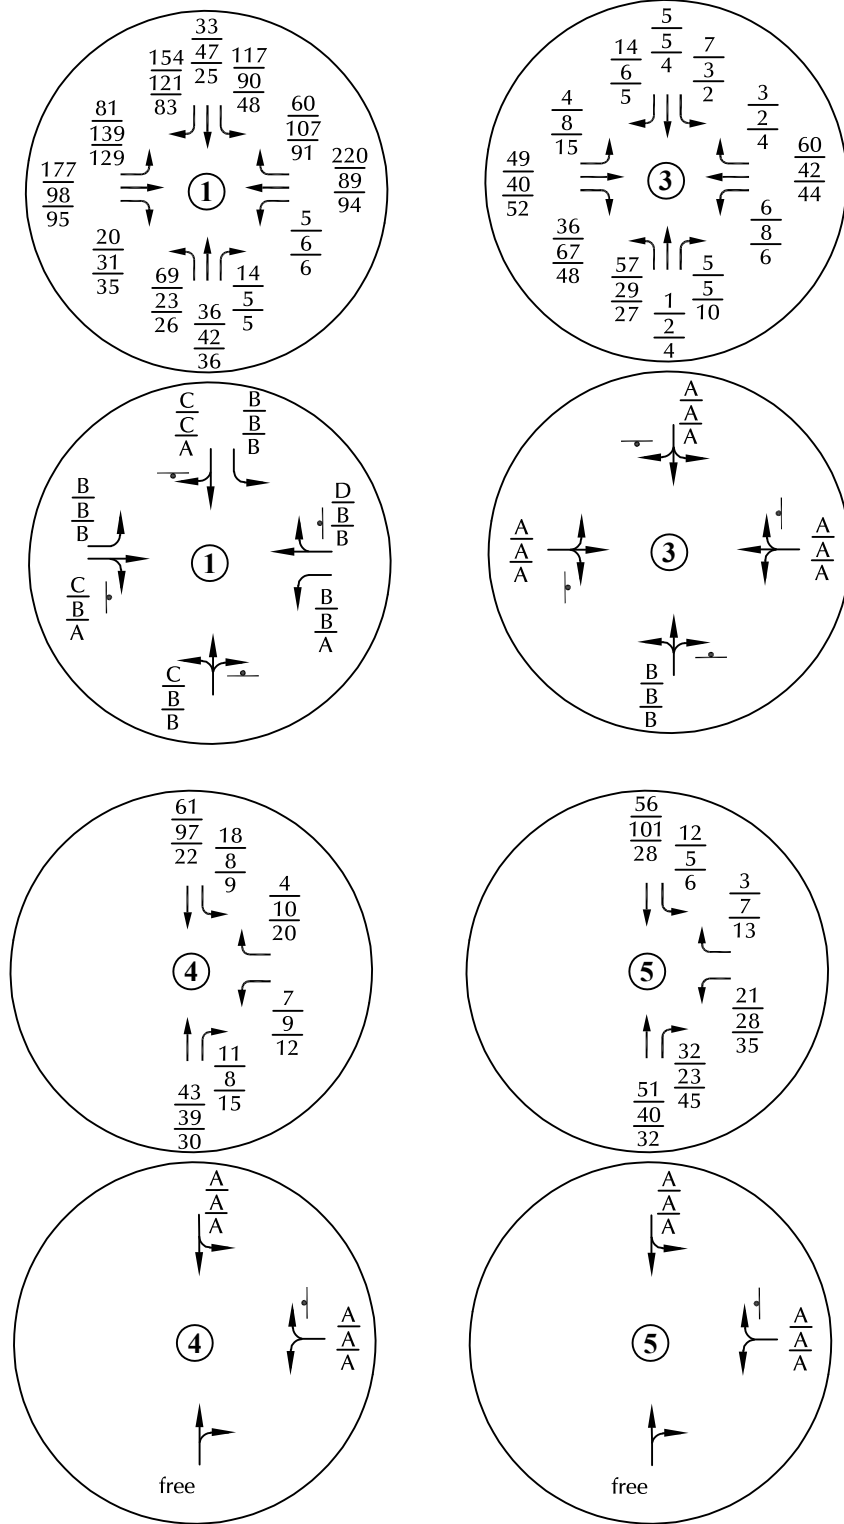 33
47
25
154
121
83
117
90
48
81
139
129
60
107
91
177
98
95
1
220
89
94
20
31
35
5
6
6
69
23
26
36
42
36
14
5
5
5
5
4
14
6
5
7
3
2
4
8
15
3
2
4
49
40
52
3
60
42
44
36
67
48
6
8
6
57
29
27
1
2
4
5
5
10
C
C
A
B
B
B
B
B
B
D
B
B
1
C
B
A
B
B
A
C
B
B
A
A
A
A
A
A
3
A
A
A
B
B
B
61
97
22
18
8
9
4
10
20
4
7
9
12
43
39
30
11
8
15
56
101
28
12
5
6
3
7
13
5
21
28
35
51
40
32
32
23
45
A
A
A
4
A
A
A
free
A
A
A
5
A
A
A
free